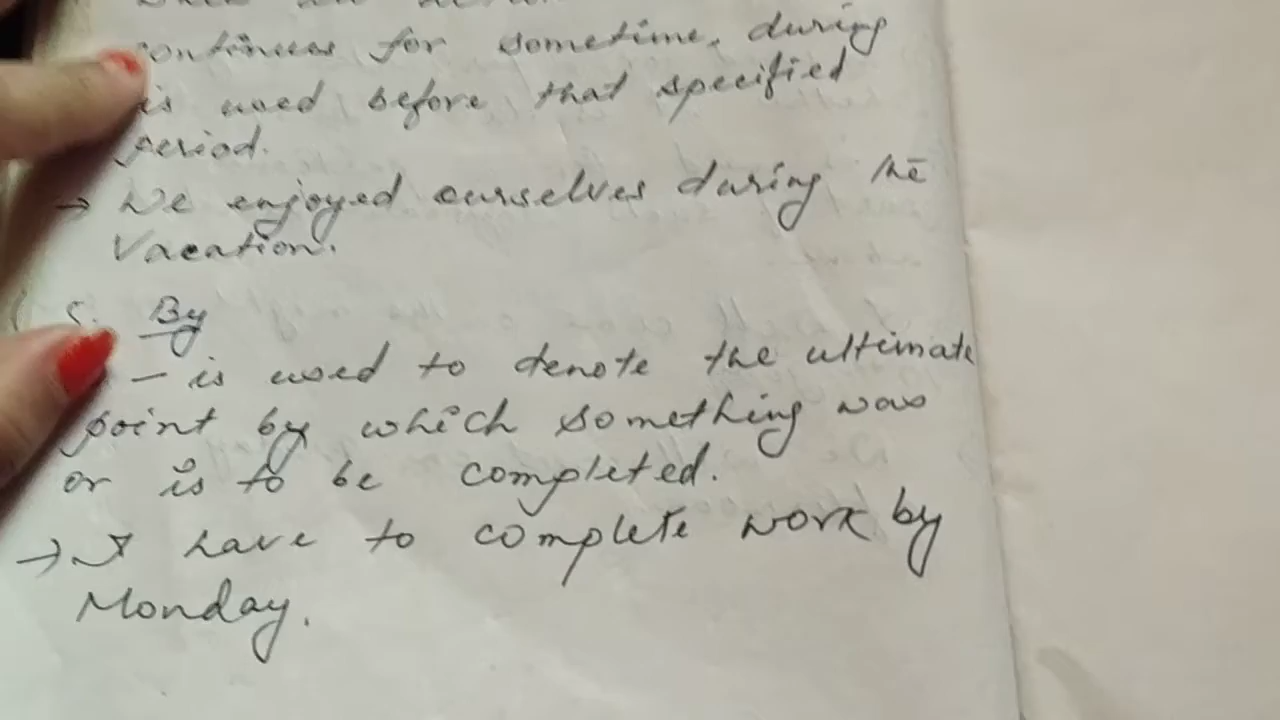 continues for sometime, during
is used before that specified
period.
→ We enjoyed ourselves during the
Vacation.
5. By
— is used to denote the ultimate
point by which something was
or is to be completed.
→ I have to complete work by
Monday.